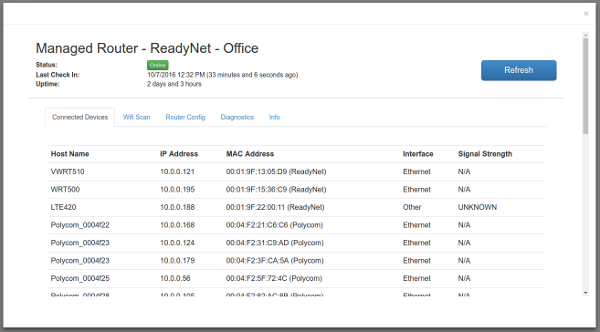 ×
Managed Router - ReadyNet - Office
Status: Online
Last Check In: 10/7/2016 12:32 PM (33 minutes and 6 seconds ago)
Uptime: 2 days and 3 hours
Refresh
Connected Devices Wifi Scan Router Config Diagnostics Info
Host Name IP Address MAC Address Interface Signal Strength
VWRT510 10.0.0.121 00:01:9F:13:05:D9 (ReadyNet) Ethernet N/A
WRT500 10.0.0.195 00:01:9F:15:36:C9 (ReadyNet) Ethernet N/A
LTE420 10.0.0.188 00:01:9F:22:00:11 (ReadyNet) Other UNKNOWN
Polycom_0004f22 10.0.0.168 00:04:F2:21:C6:C6 (Polycom) Ethernet N/A
Polycom_0004f23 10.0.0.124 00:04:F2:31:C9:AD (Polycom) Ethernet N/A
Polycom_0004f23 10.0.0.179 00:04:F2:3F:CA:5A (Polycom) Ethernet N/A
Polycom_0004f25 10.0.0.56 00:04:F2:5F:72:4C (Polycom) Ethernet N/A
Polycom_0004f28 10.0.0.105 00:04:F2:82:AC:8B (Polycom) Ethernet N/A